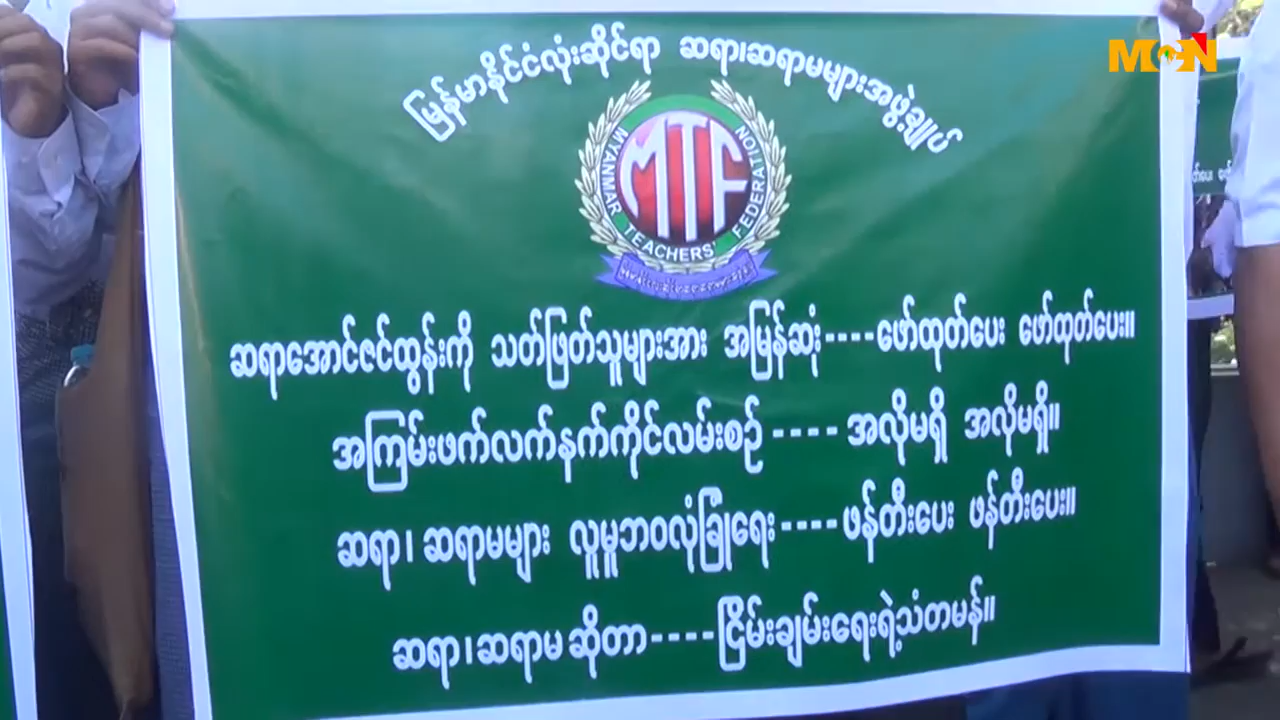 MCN
မြန်မာနိုင်ငံလုံးဆိုင်ရာ ဆရာ၊ဆရာမများအဖွဲ့ချုပ်
MYANMAR TEACHERS' FEDERATION
MTF
ဆရာအောင်ဇင်ထွန်းကို သတ်ဖြတ်သူများအား အမြန်ဆုံး----ဖော်ထုတ်ပေး ဖော်ထုတ်ပေး။
အကြမ်းဖက်လက်နက်ကိုင်လမ်းစဉ် ---- အလိုမရှိ အလိုမရှိ။
ဆရာ၊ ဆရာမများ လူမှုဘဝလုံခြုံရေး----ဖန်တီးပေး ဖန်တီးပေး။
ဆရာ၊ဆရာမ ဆိုတာ----ငြိမ်းချမ်းရေးရဲ့သံတမန်။